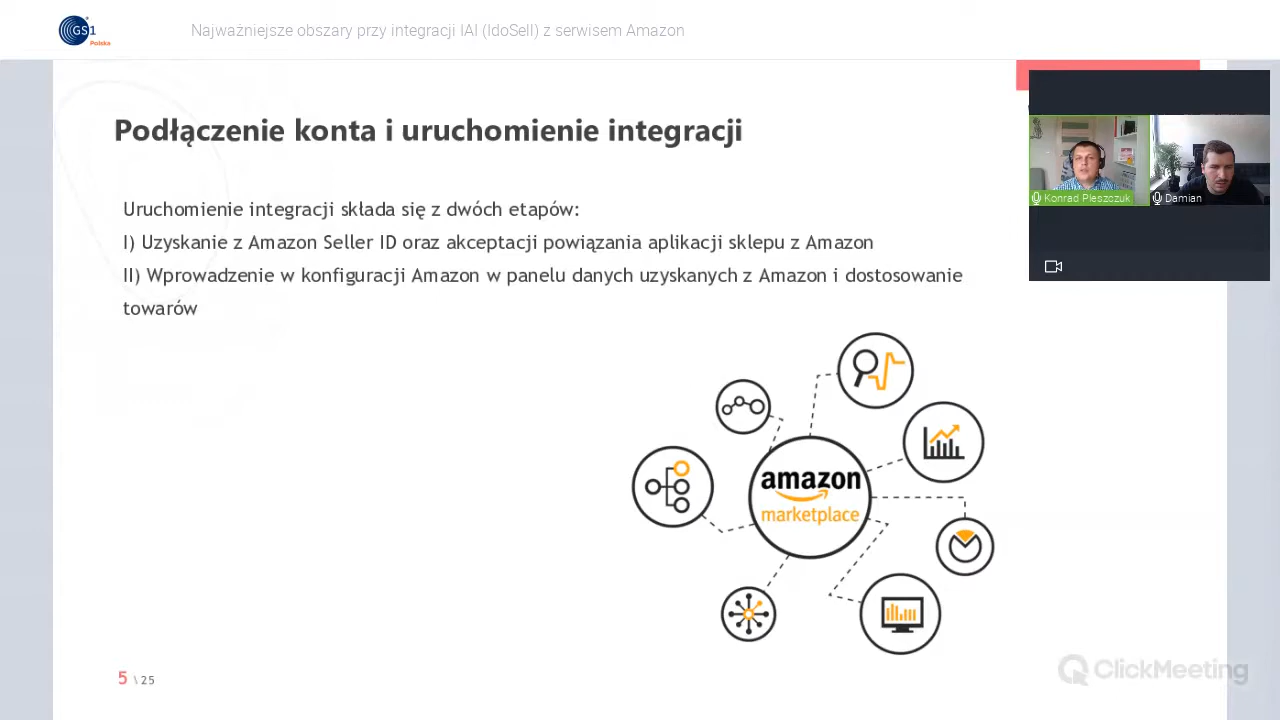 GS1
Polska
Najważniejsze obszary przy integracji IAI (IdoSell) z serwisem Amazon
Podłączenie konta i uruchomienie integracji
Uruchomienie integracji składa się z dwóch etapów:
I) Uzyskanie z Amazon Seller ID oraz akceptacji powiązania aplikacji sklepu z Amazon
II) Wprowadzenie w konfiguracji Amazon w panelu danych uzyskanych z Amazon i dostosowanie
towarów
Konrad Pleszczuk
Damian
amazon
marketplace
5 \ 25
ClickMeeting